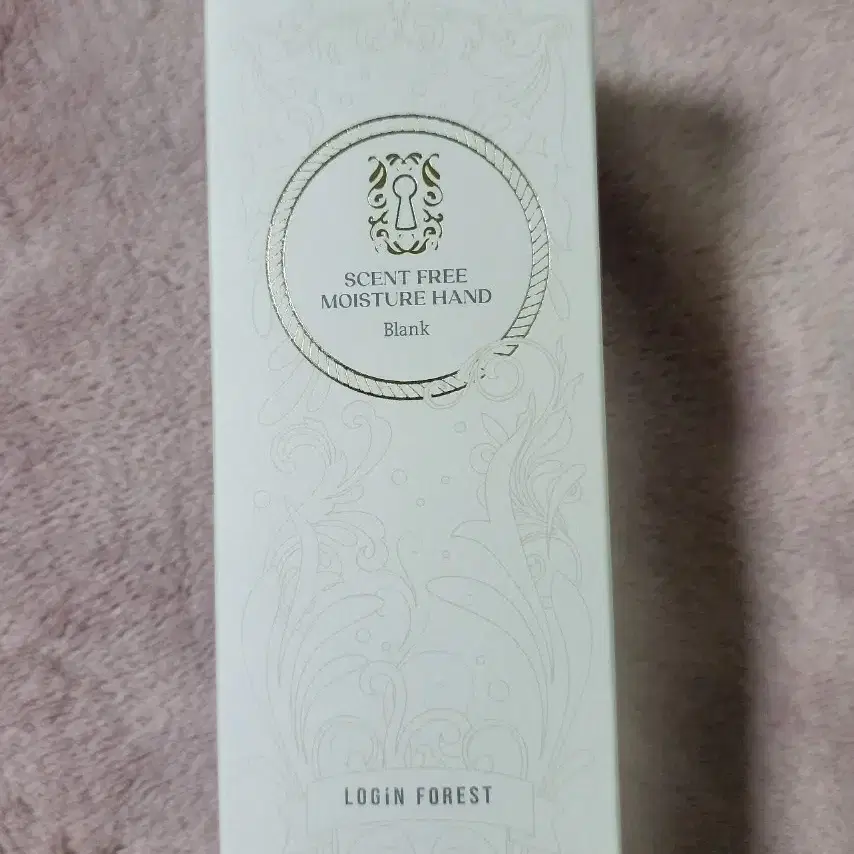 SCENT FREE
MOISTURE HAND
Blank
LOGiN FOREST